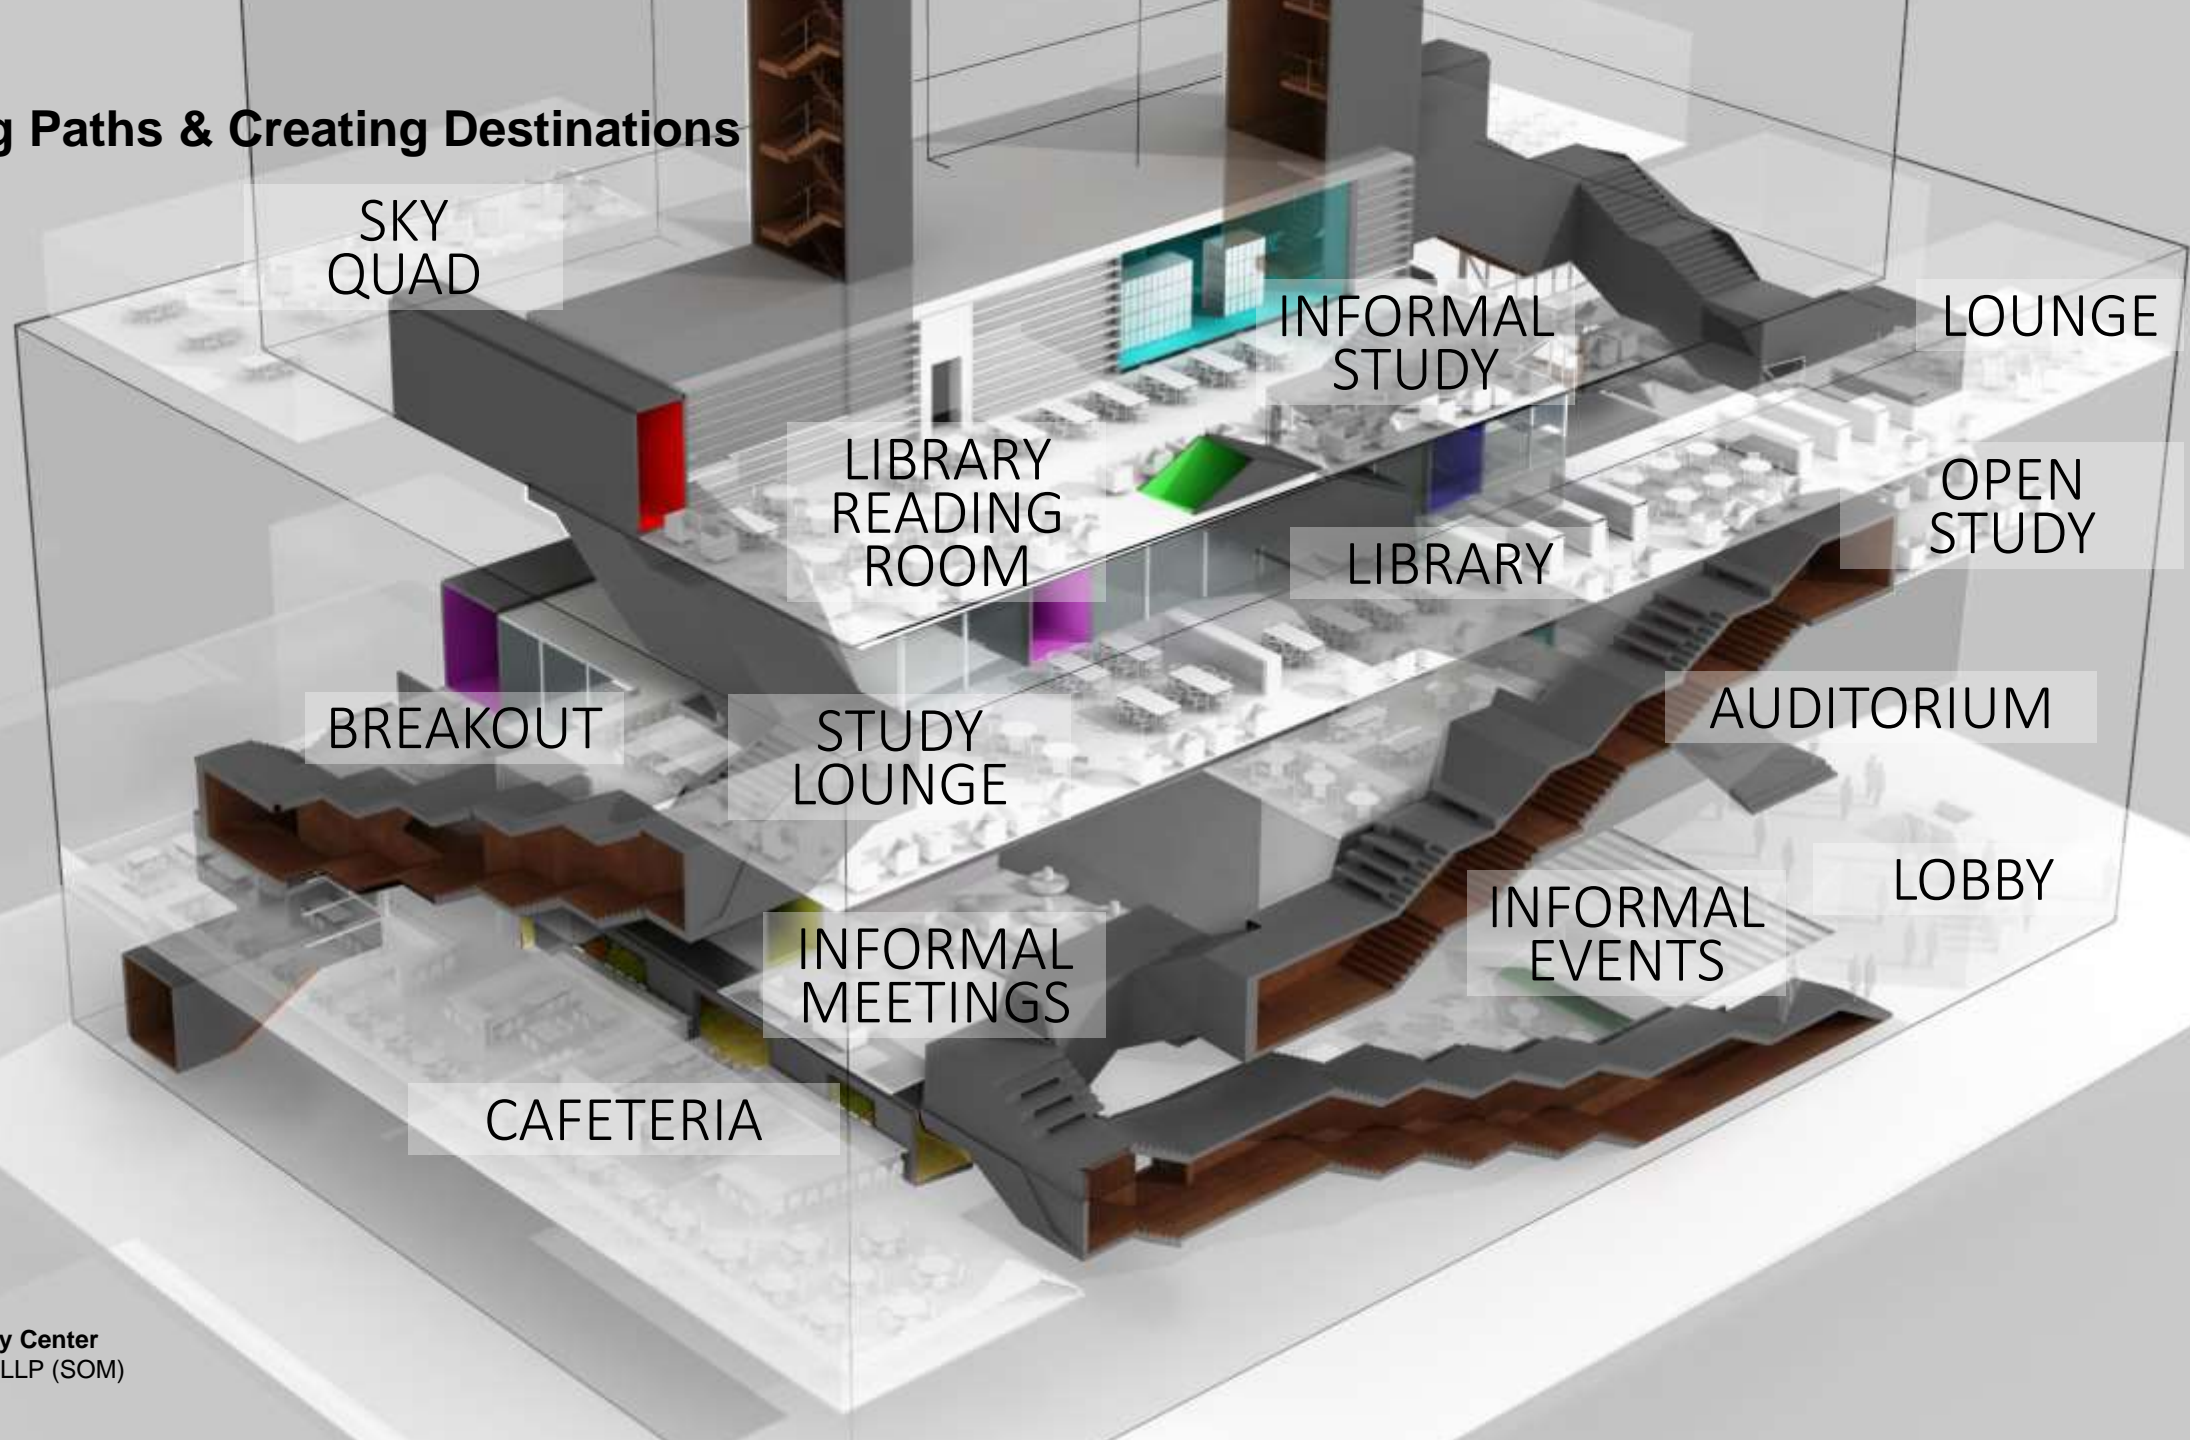 g Paths & Creating Destinations
SKY
QUAD
INFORMAL
STUDY
LOUNGE
LIBRARY
READING
ROOM
OPEN
STUDY
LIBRARY
BREAKOUT
STUDY
LOUNGE
AUDITORIUM
LOBBY
INFORMAL
EVENTS
INFORMAL
MEETINGS
CAFETERIA
y Center
LLP (SOM)